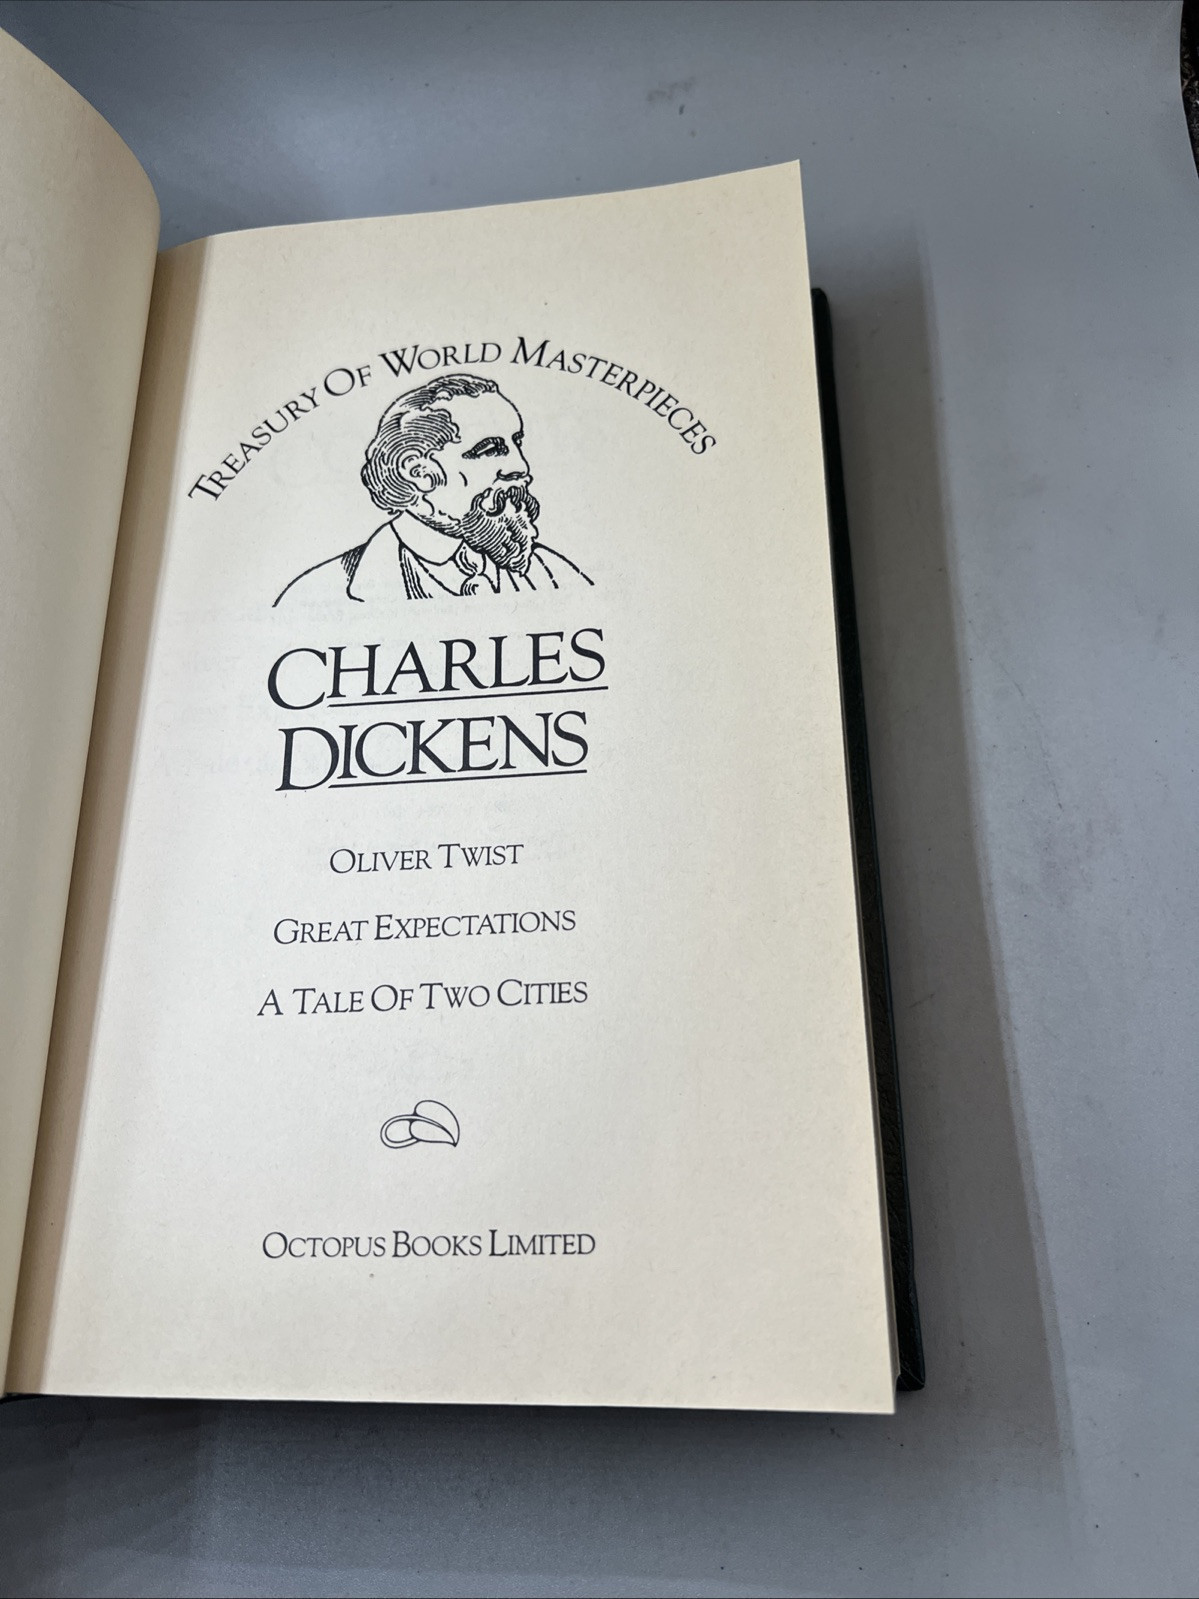 TREASURY OF WORLD MASTERPIECES
CHARLES
DICKENS
OLIVER TWIST
GREAT EXPECTATIONS
A TALE OF TWO CITIES
OCTOPUS BOOKS LIMITED